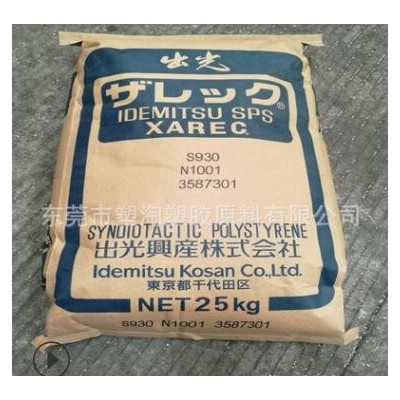 出光
ザレック®
IDEMITSU SPS
XAREC
S930
N1001
3587301
东莞市塑淘塑胶原料有限公司
SYNDIOTACTIC POLYSTYRENE
出光興産株式会社
Idemitsu Kosan Co.,Ltd.
東京都千代田区
NET 25kg
S930 N1001 3587301